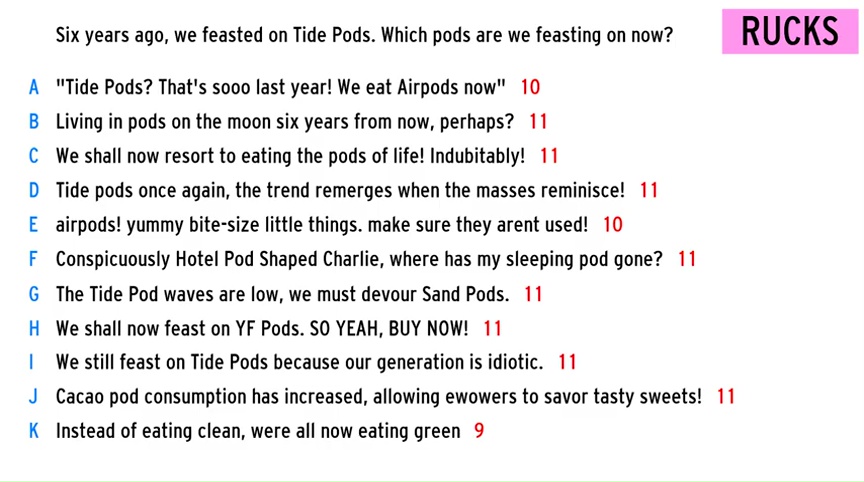 Six years ago, we feasted on Tide Pods. Which pods are we feasting on now?
RUCKS
A "Tide Pods? That's sooo last year! We eat Airpods now" 10
B Living in pods on the moon six years from now, perhaps? 11
C We shall now resort to eating the pods of life! Indubitably! 11
D Tide pods once again, the trend remerges when the masses reminisce! 11
E airpods! yummy bite-size little things. make sure they arent used! 10
F Conspicuously Hotel Pod Shaped Charlie, where has my sleeping pod gone? 11
G The Tide Pod waves are low, we must devour Sand Pods. 11
H We shall now feast on YF Pods. SO YEAH, BUY NOW! 11
I We still feast on Tide Pods because our generation is idiotic. 11
J Cacao pod consumption has increased, allowing ewowers to savor tasty sweets! 11
K Instead of eating clean, were all now eating green 9